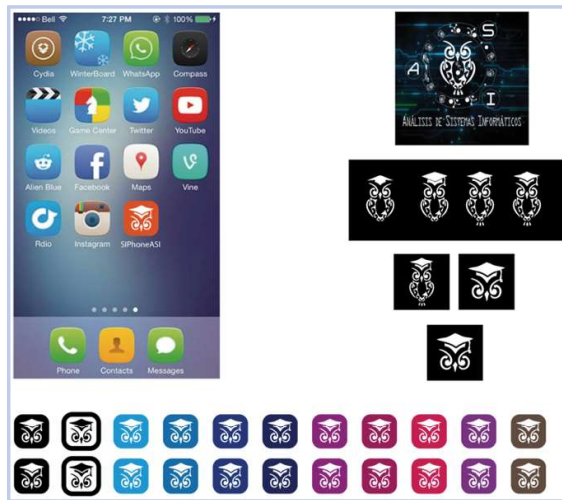 Bell 7:27 PM 100%
Cydia WinterBoard WhatsApp Compass
Videos Game Center Twitter YouTube
Alien Blue Facebook Maps Vine
Rdio Instagram SIPhoneASI
Phone Contacts Messages
S
A
I
ANÁLISIS DE SISTEMAS INFORMÁTICOS